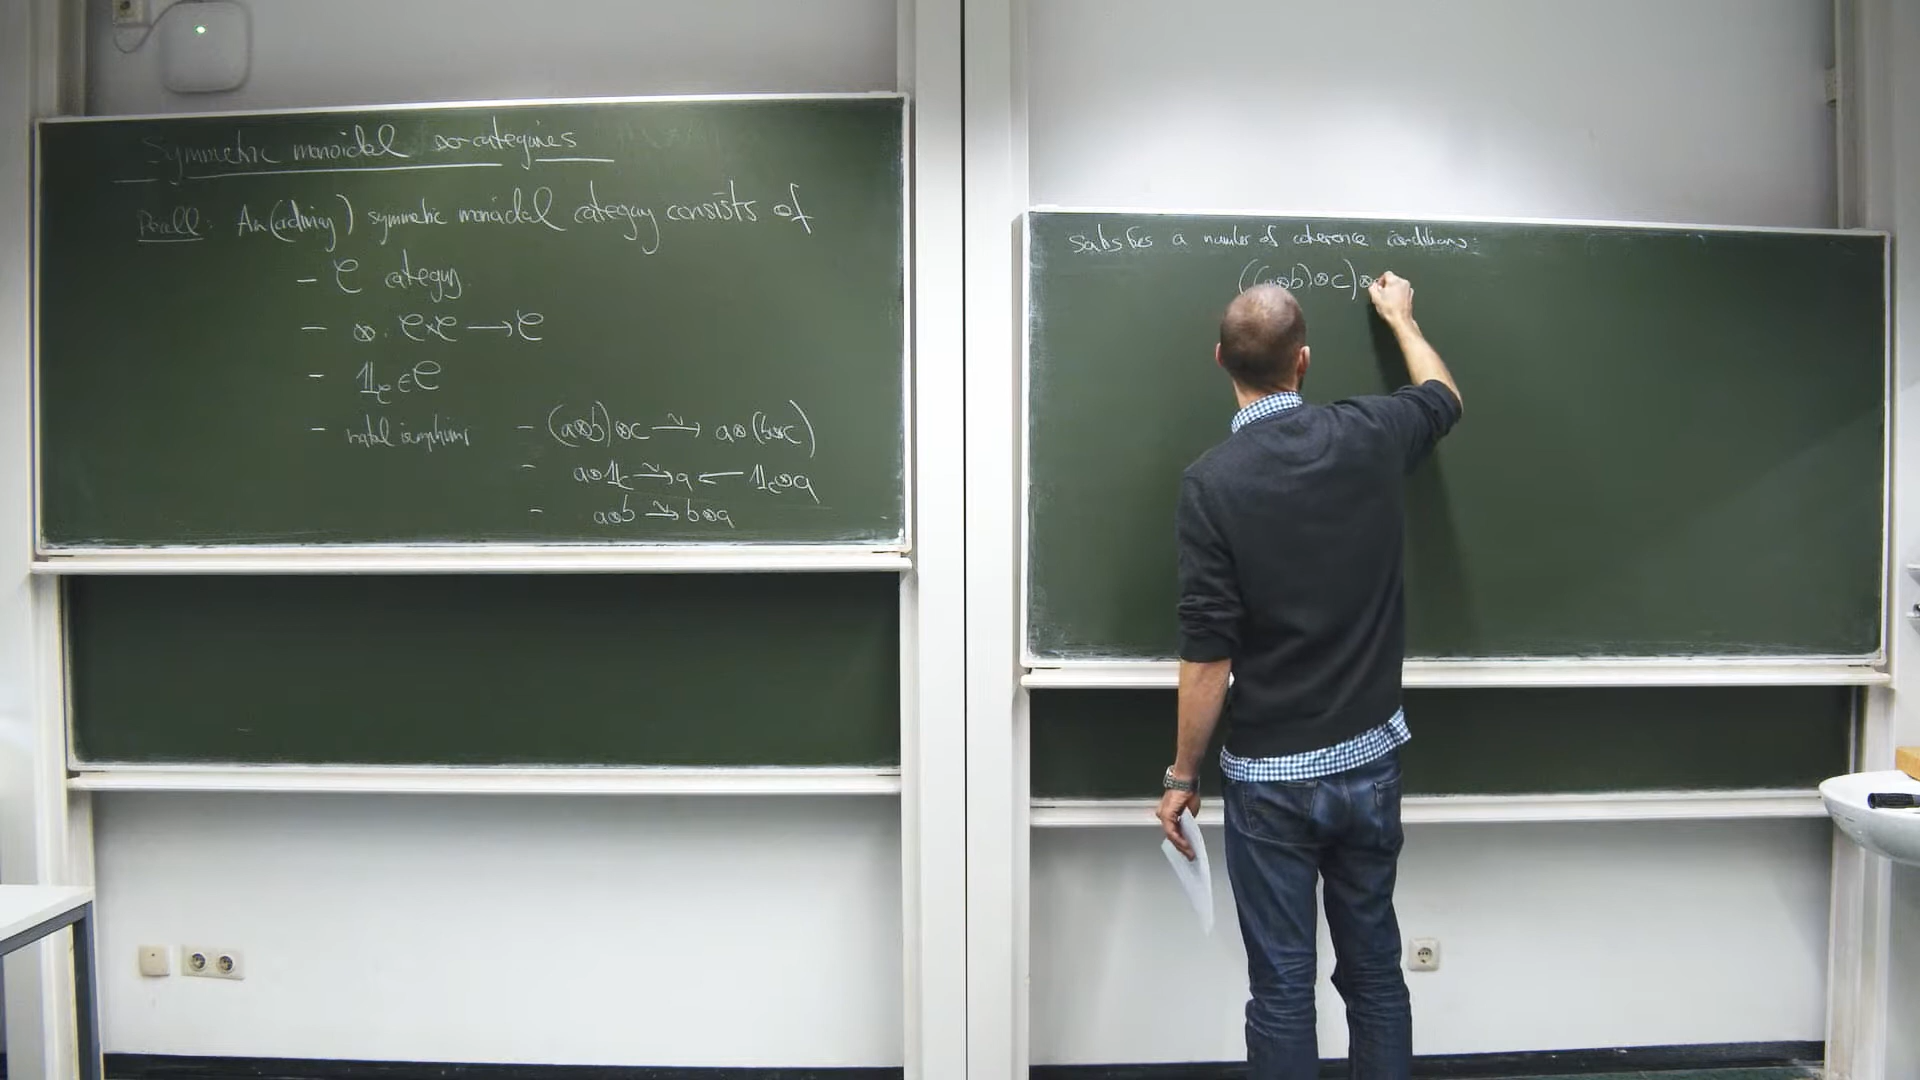 Symmetric monoidal ∞-categories
Recall: An (ordinary) symmetric monoidal category consists of
- C category
- ⊗: C×C → C
- 𝟙_C ∈ C
- natural isomorphisms - (a⊗b)⊗c →~ a⊗(b⊗c)
- a⊗𝟙_C →~ a ← 𝟙_C⊗a
- a⊗b →~ b⊗a
satisfies a number of coherence conditions:
((a⊗b)⊗c)⊗